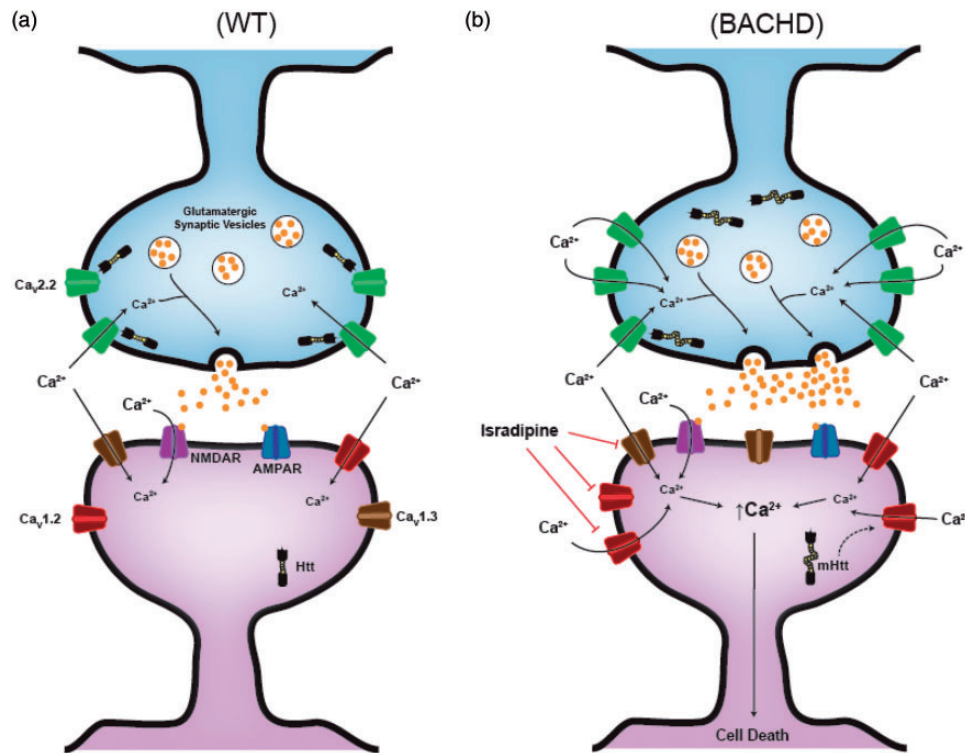 (a)
(WT)
Glutamatergic
Synaptic Vesicles
Caᵥ2.2
Ca²⁺
Ca²⁺
Ca²⁺
Ca²⁺
Ca²⁺
NMDAR
AMPAR
Ca²⁺
Ca²⁺
Caᵥ1.2
Caᵥ1.3
Htt
(b)
(BACHD)
Ca²⁺
Ca²⁺
Ca²⁺
Ca²⁺
Ca²⁺
Ca²⁺
Ca²⁺
Isradipine
Ca²⁺
Ca²⁺
↑Ca²⁺
Ca²⁺
Ca²
mHtt
Cell Death